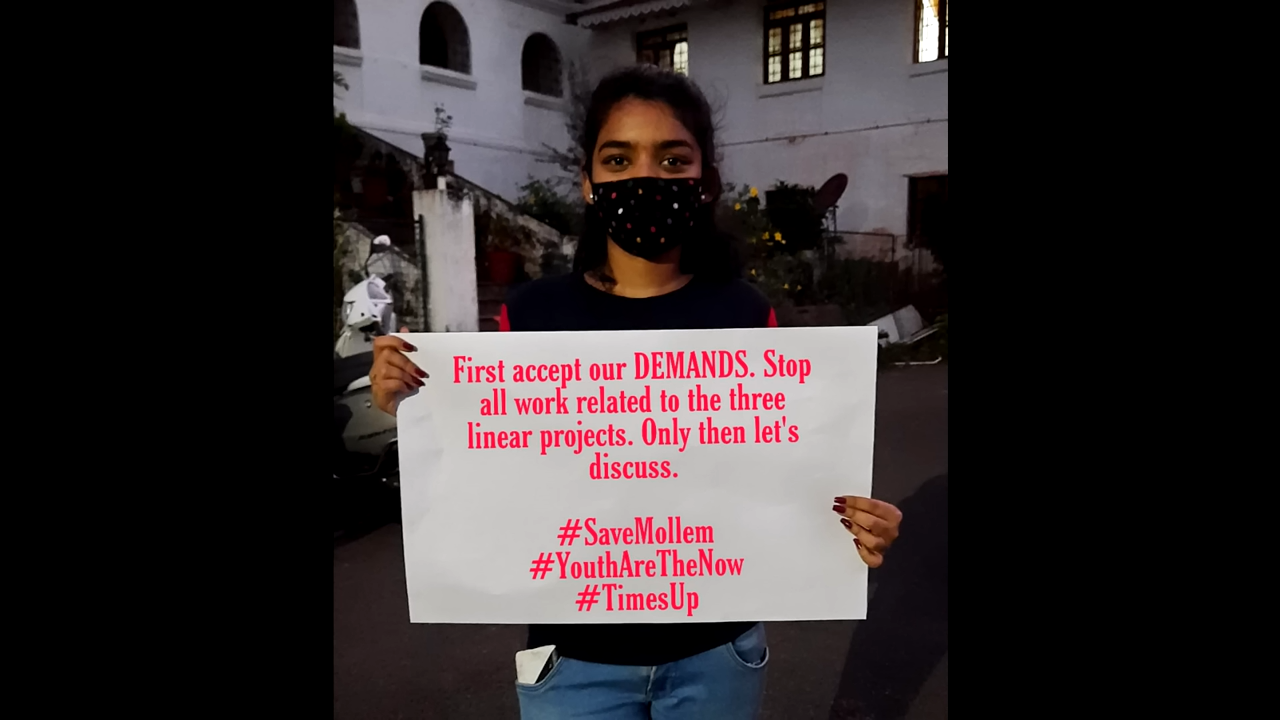 First accept our DEMANDS. Stop
all work related to the three
linear projects. Only then let's
discuss.
#SaveMollem
#YouthAreTheNow
#TimesUp